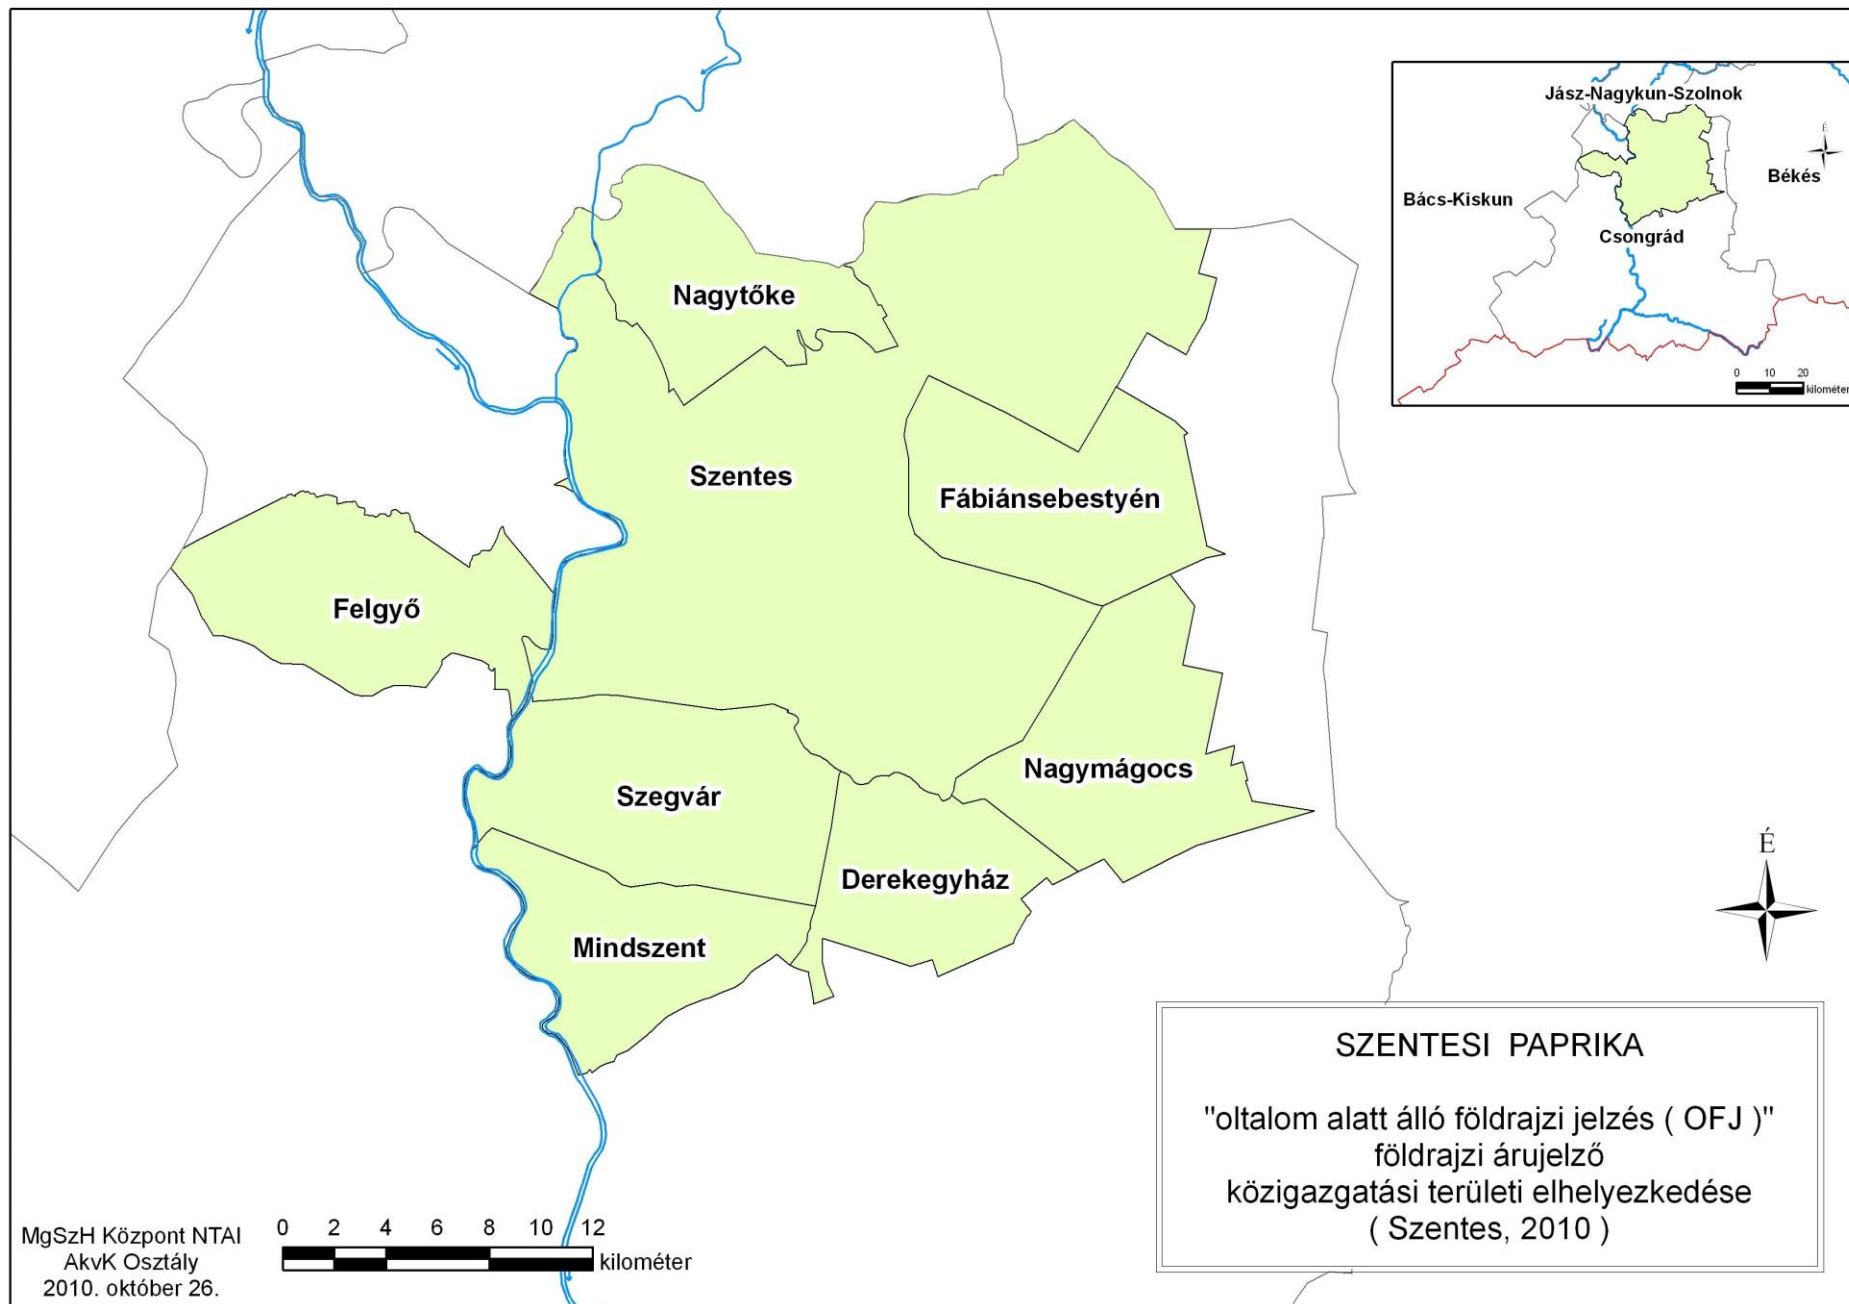 Jász-Nagykun-Szolnok
É
Békés
Bács-Kiskun
Csongrád
0 10 20
kilométer
Nagytőke
Szentes
Fábiánsebestyén
Felgyő
Nagymágocs
Szegvár
Derekegyház
Mindszent
É
SZENTESI PAPRIKA
"oltalom alatt álló földrajzi jelzés ( OFJ )"
földrajzi árujelző
közigazgatási területi elhelyezkedése
( Szentes, 2010 )
MgSzH Központ NTAI
AkvK Osztály
2010. október 26.
0 2 4 6 8 10 12
kilométer